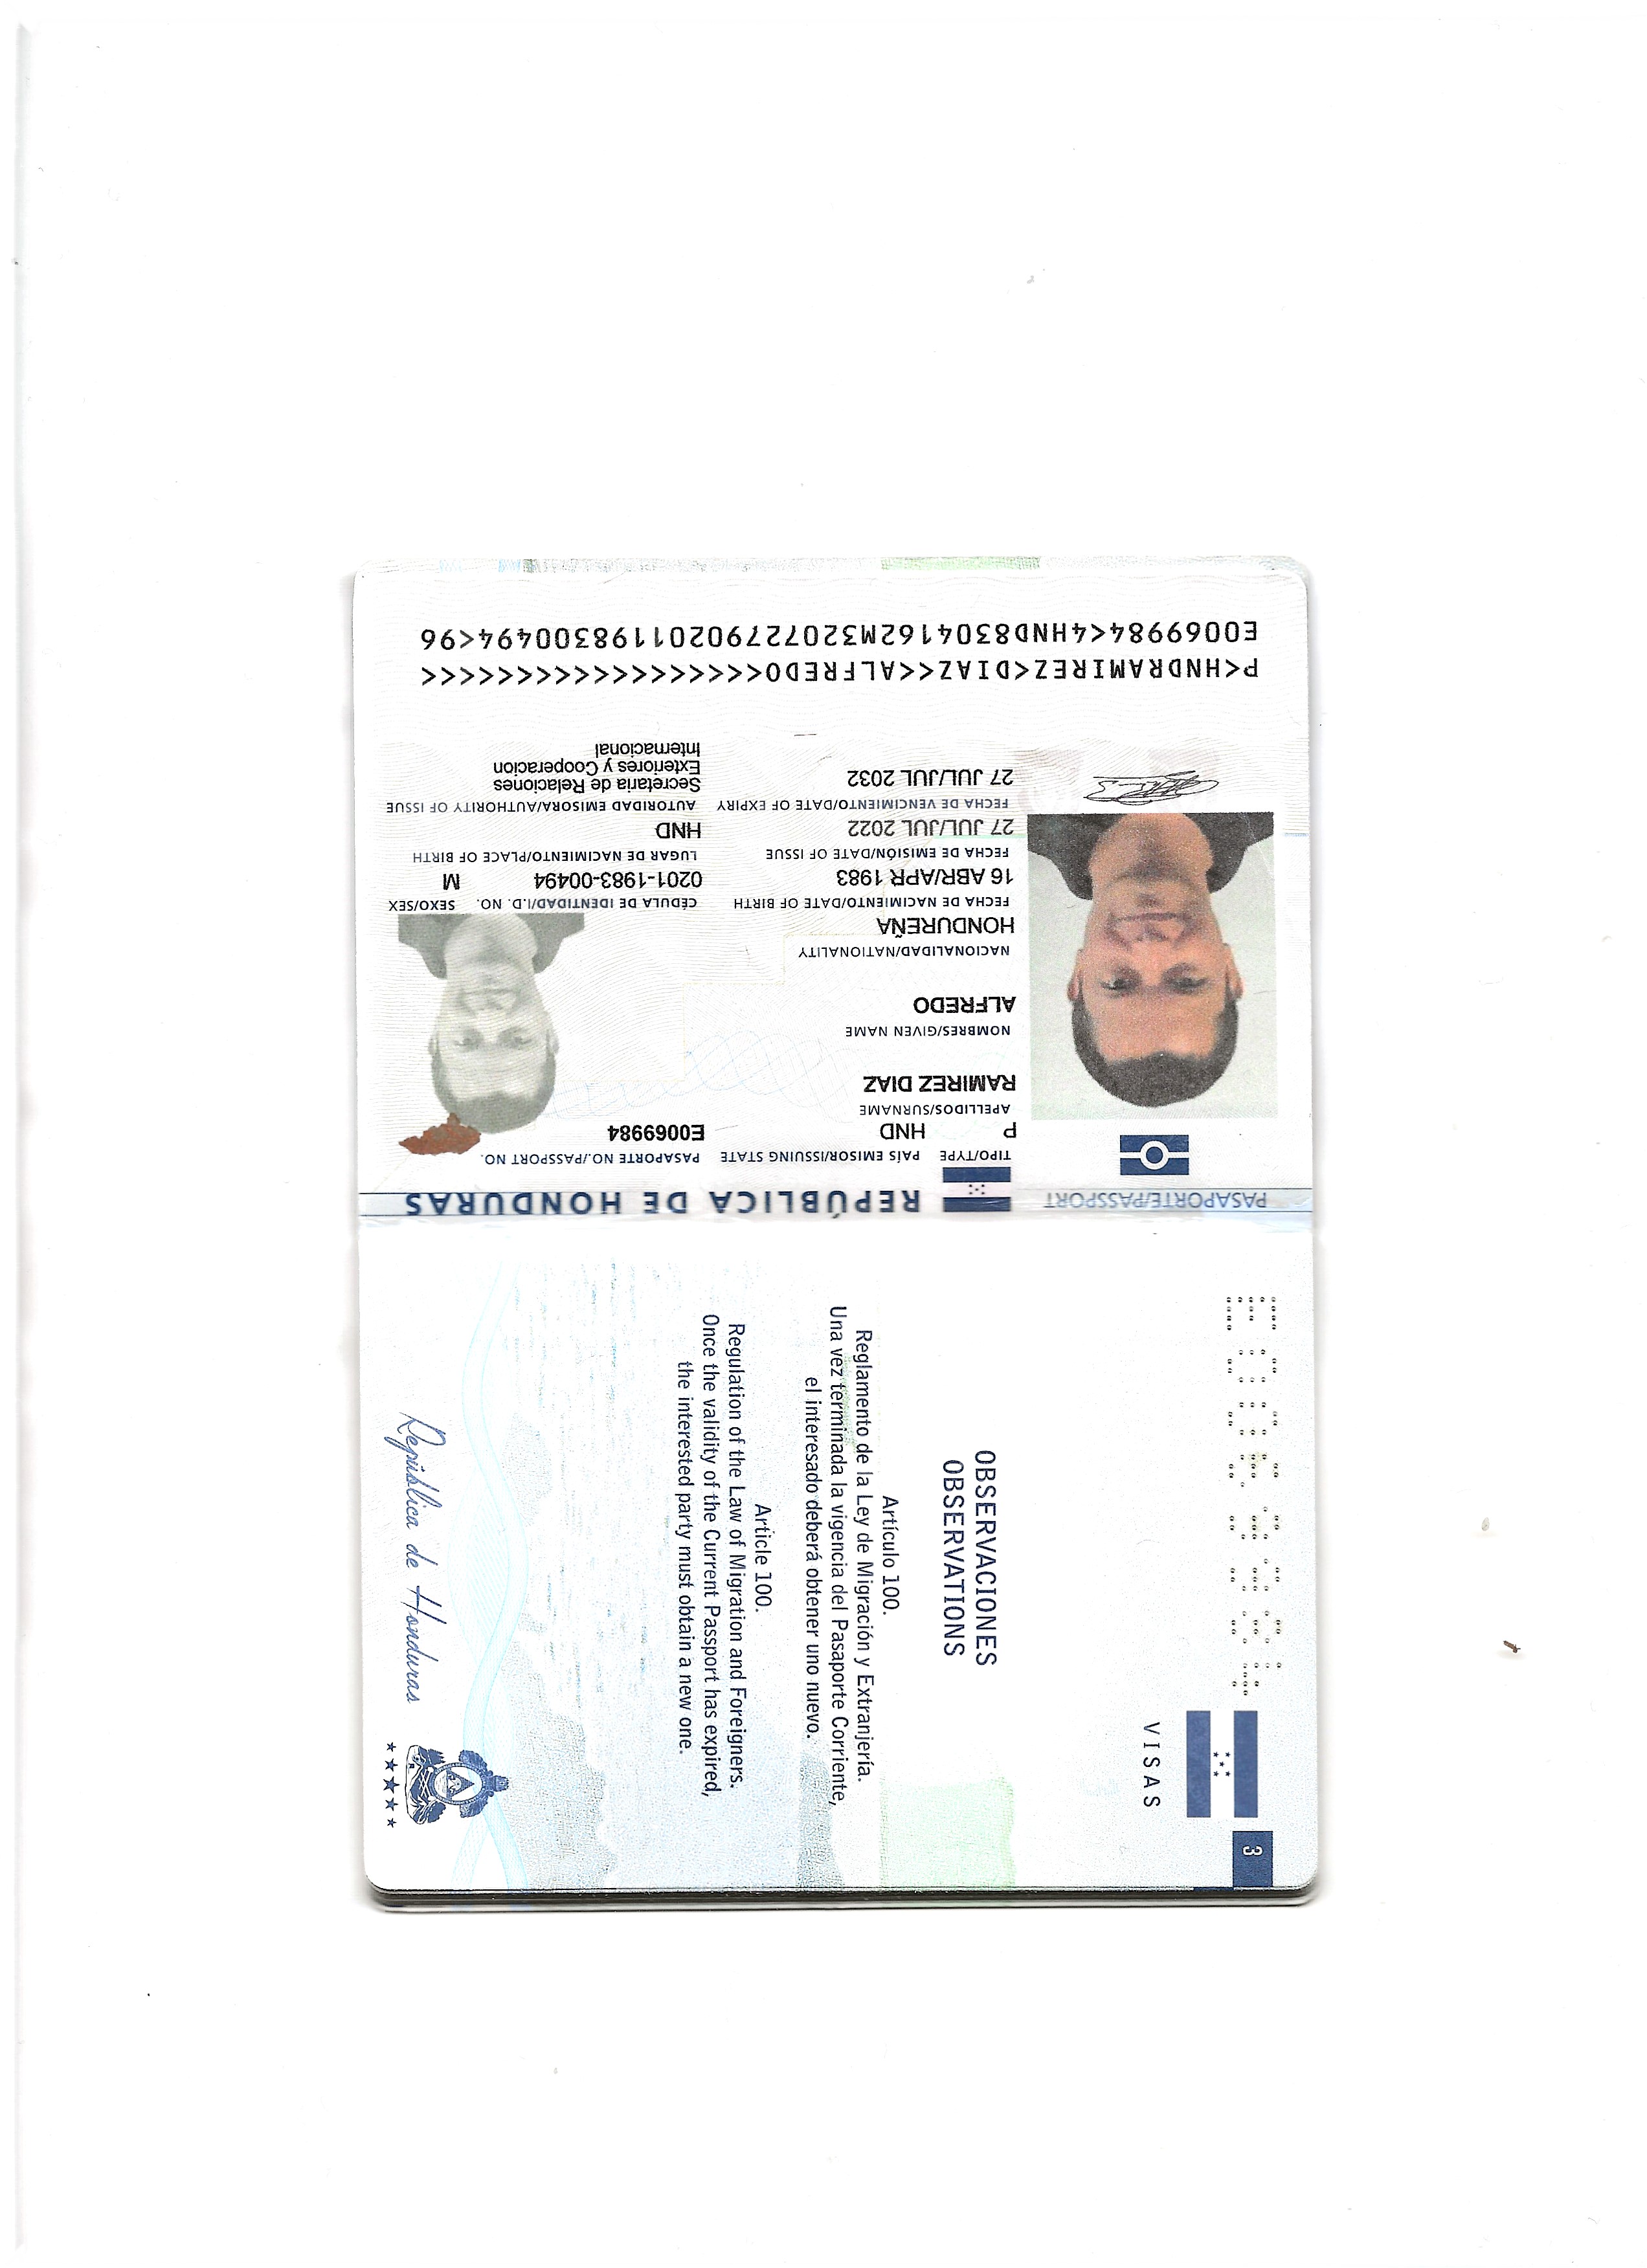 3
VISAS
E0069984
OBSERVACIONES
OBSERVATIONS
Artículo 100.
Reglamento de la Ley de Migración y Extranjería.
Una vez terminada la vigencia del Pasaporte Corriente,
el interesado deberá obtener uno nuevo.
Article 100.
Regulation of the Law of Migration and Foreigners.
Once the validity of the Current Passport has expired,
the interested party must obtain a new one.
República de Honduras
PASAPORTE/PASSPORT
REPÚBLICA DE HONDURAS
TIPO/TYPE PAÍS EMISOR/ISSUING STATE PASAPORTE NO./PASSPORT NO.
P HND E0069984
APELLIDOS/SURNAME
RAMIREZ DIAZ
NOMBRES/GIVEN NAME
ALFREDO
NACIONALIDAD/NATIONALITY
HONDUREÑA
FECHA DE NACIMIENTO/DATE OF BIRTH CÉDULA DE IDENTIDAD/I.D. NO. SEXO/SEX
16 ABR/APR 1983 0201-1983-00494 M
FECHA DE EMISIÓN/DATE OF ISSUE LUGAR DE NACIMIENTO/PLACE OF BIRTH
27 JUL/JUL 2022 HND
FECHA DE VENCIMIENTO/DATE OF EXPIRY AUTORIDAD EMISORA/AUTHORITY OF ISSUE
27 JUL/JUL 2032 Secretaria de Relaciones
Exteriores y Cooperacion
Internacional
P<HNDRAMIREZ<DIAZ<<ALFREDO<<<<<<<<<<<<<<<<<<
E0069984<4HND8304162M3207279020119830​0494<96